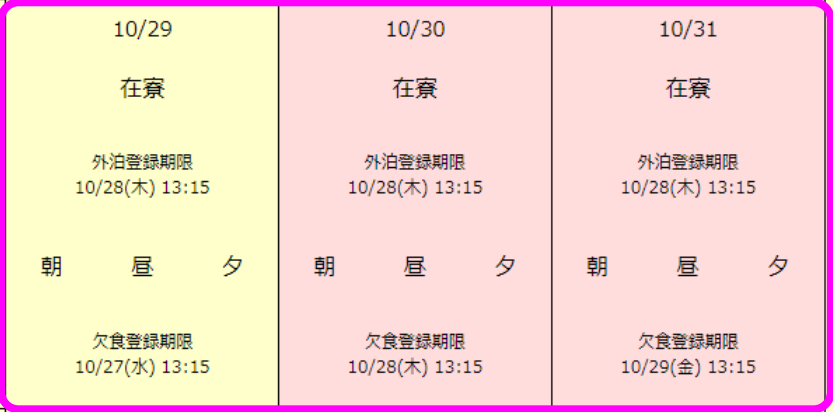 10/29
在寮
外泊登録期限
10/28(木) 13:15
朝 昼 夕
欠食登録期限
10/27(水) 13:15
10/30
在寮
外泊登録期限
10/28(木) 13:15
朝 昼 夕
欠食登録期限
10/28(木) 13:15
10/31
在寮
外泊登録期限
10/28(木) 13:15
朝 昼 夕
欠食登録期限
10/29(金) 13:15